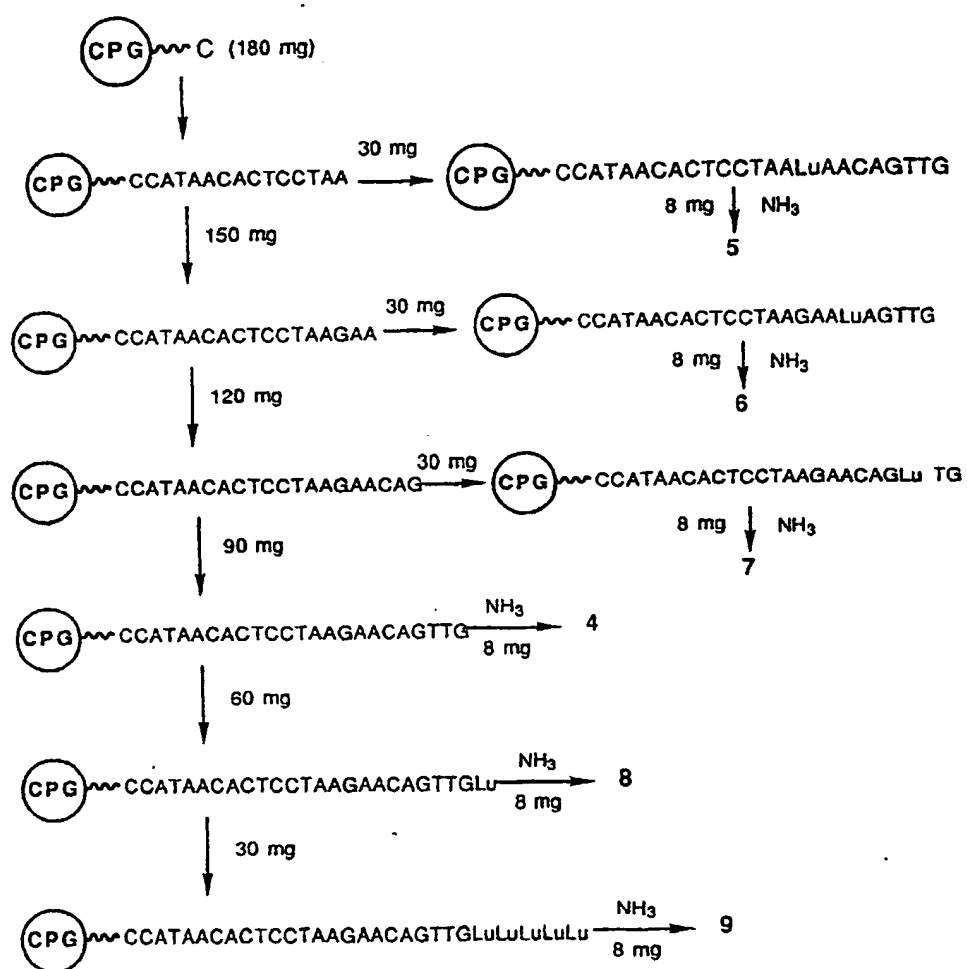 CPG C (180 mg)
CPG CCATAACACTCCTAA 30 mg CPG CCATAACACTCCTAALuAACAGTTG
8 mg NH3
5
150 mg
CPG CCATAACACTCCTAAGAA 30 mg CPG CCATAACACTCCTAAGAALuAGTTG
8 mg NH3
6
120 mg
CPG CCATAACACTCCTAAGAACAG 30 mg CPG CCATAACACTCCTAAGAACAGLu TG
8 mg NH3
7
90 mg
CPG CCATAACACTCCTAAGAACAGTTG NH3 8 mg 4
60 mg
CPG CCATAACACTCCTAAGAACAGTTGLu NH3 8 mg 8
30 mg
CPG CCATAACACTCCTAAGAACAGTTGLuLuLuLuLu NH3 8 mg 9